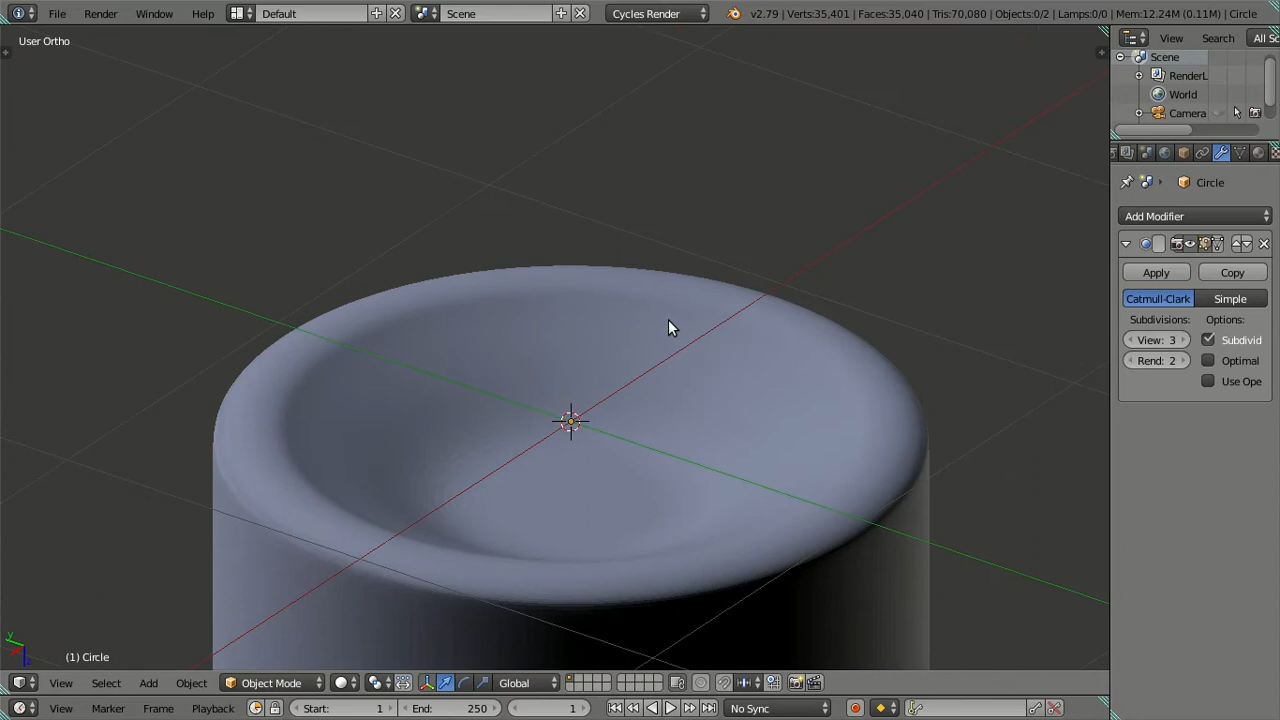 File Render Window Help Default Scene Cycles Render v2.79 | Verts:35,401 | Faces:35,040 | Tris:70,080 | Objects:0/2 | Lamps:0/0 | Mem:12.24M (0.11M) | Circle
User Ortho
View Search All Sc
Scene
RenderL
World
Camera
Circle
Add Modifier
Apply Copy
Catmull-Clark Simple
Subdivisions: Options:
View: 3 Subdivid
Rend: 2 Optimal
Use Ope
y
z
(1) Circle
View Select Add Object Object Mode Global
View Marker Frame Playback Start: 1 End: 250 1 No Sync